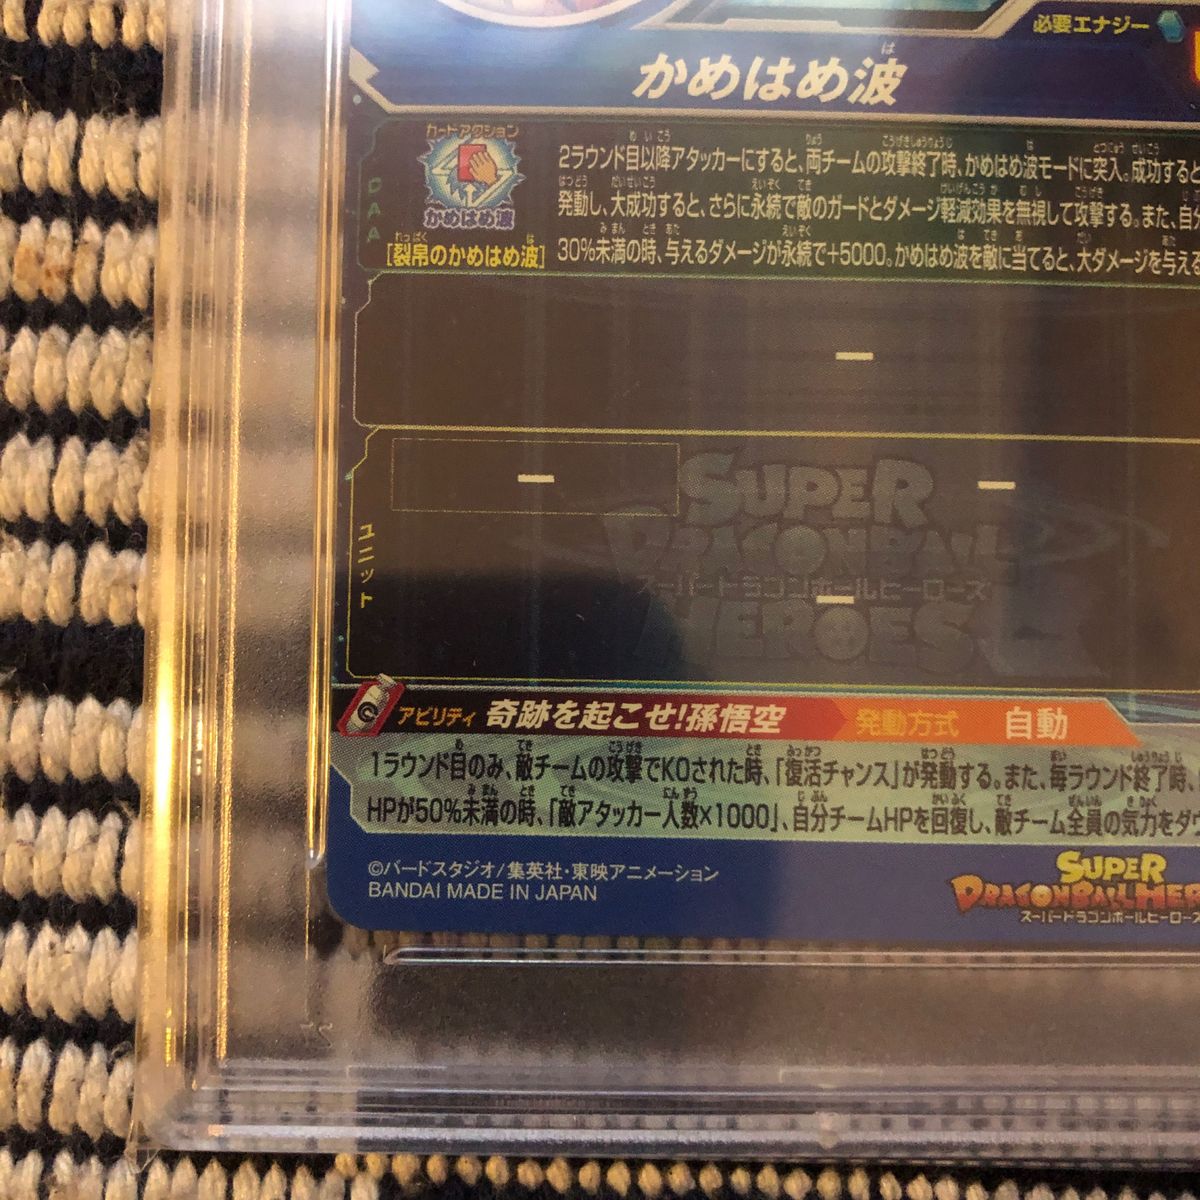 必要エナジー
かめはめ波
カードアクション
かめはめ波
[裂帛のかめはめ波]
CAA
2ラウンド目以降アタッカーにすると、両チームの攻撃終了時、かめはめ波モードに突入。成功すると
発動し、大成功すると、さらに永続で敵のガードとダメージ軽減効果を無視して攻撃する。また、自
30%未満の時、与えるダメージが永続で+5000。かめはめ波を敵に当てると、大ダメージを与える
ー
ー
ー
ー
ユニット
SUPER
DRAGONBALL
スーパードラゴンボールヒーローズ
HEROES
アビリティ 奇跡を起こせ!孫悟空 発動方式 自動
1ラウンド目のみ、敵チームの攻撃でKOされた時、「復活チャンス」が発動する。また、毎ラウンド終了時、
HPが50%未満の時、「敵アタッカー人数×1000」、自分チームHPを回復し、敵チーム全員の気力をダウ
©バードスタジオ/集英社・東映アニメーション
BANDAI MADE IN JAPAN
SUPER
DRAGONBALL HER
スーパードラゴンボールヒーローズ